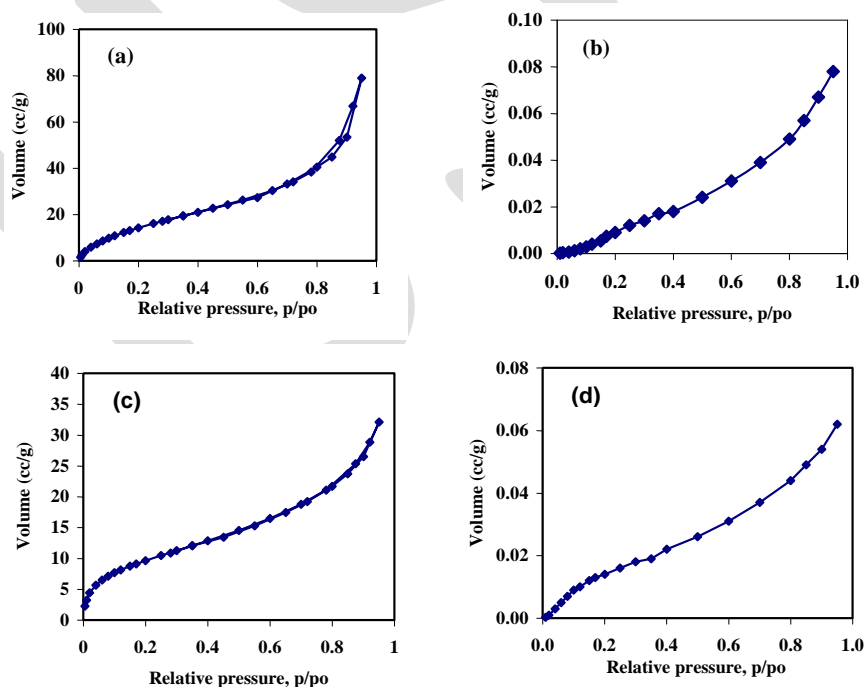 (a)
Volume (cc/g)
100
80
60
40
20
0
0 0.2 0.4 0.6 0.8 1
Relative pressure, p/po
(b)
Volume (cc/g)
0.10
0.08
0.06
0.04
0.02
0.00
0.0 0.2 0.4 0.6 0.8 1.0
Relative pressure, p/po
(c)
Volume (cc/g)
40
35
30
25
20
15
10
5
0
0 0.2 0.4 0.6 0.8 1
Relative pressure, p/po
(d)
Volume (cc/g)
0.08
0.06
0.04
0.02
0.00
0.0 0.2 0.4 0.6 0.8 1.0
Relative pressure, p/po